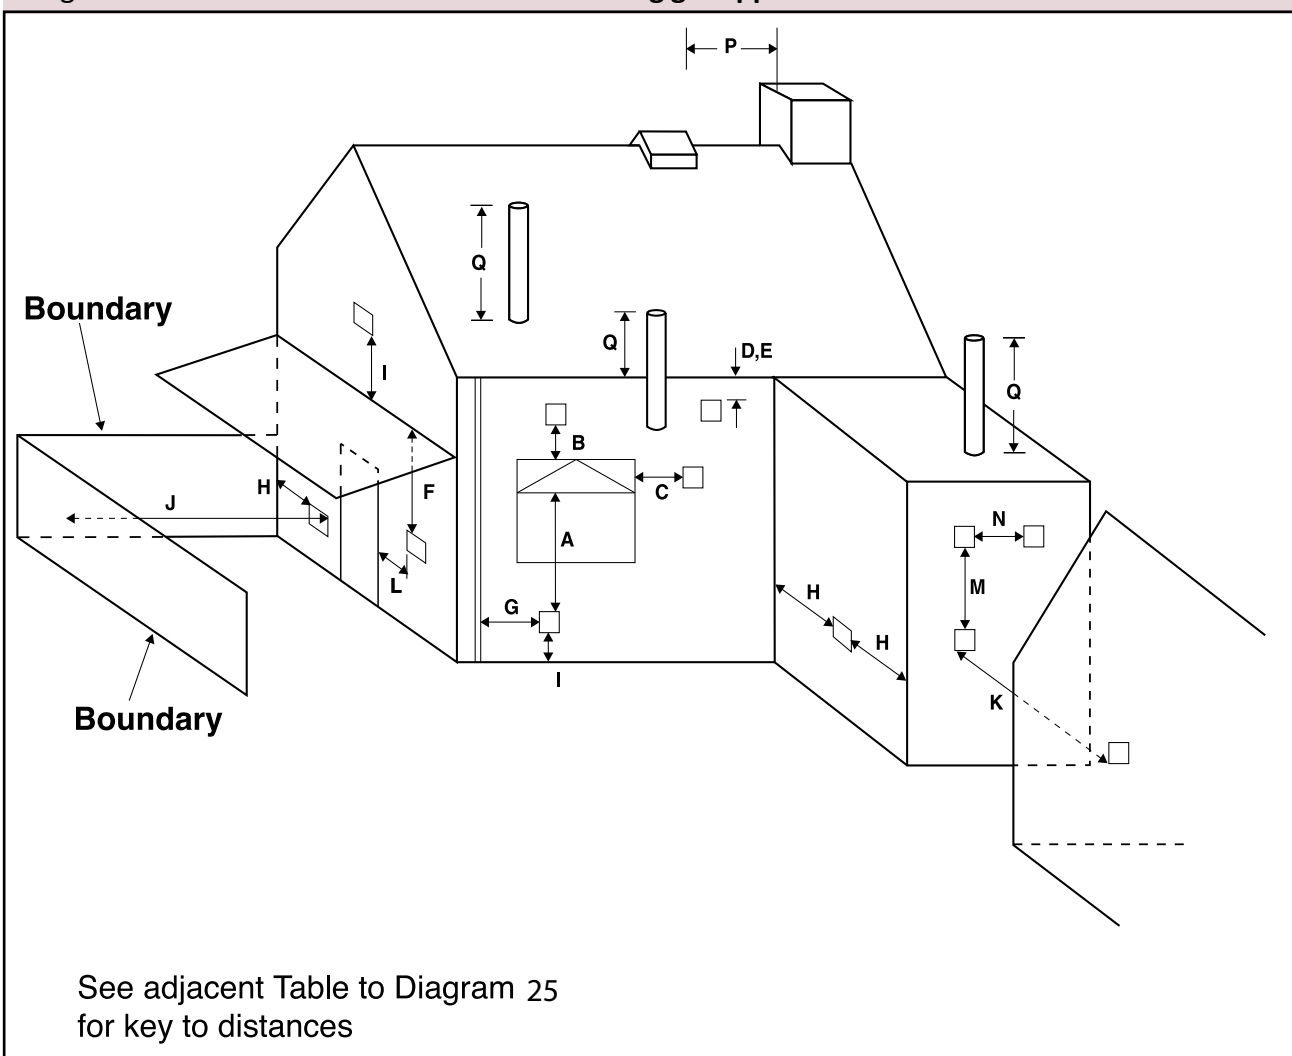 P
Q
Q
D,E
Boundary
I
Q
B
H
F
C
J
N
A
L
M
H
G
H
I
K
Boundary
See adjacent Table to Diagram 25
for key to distances